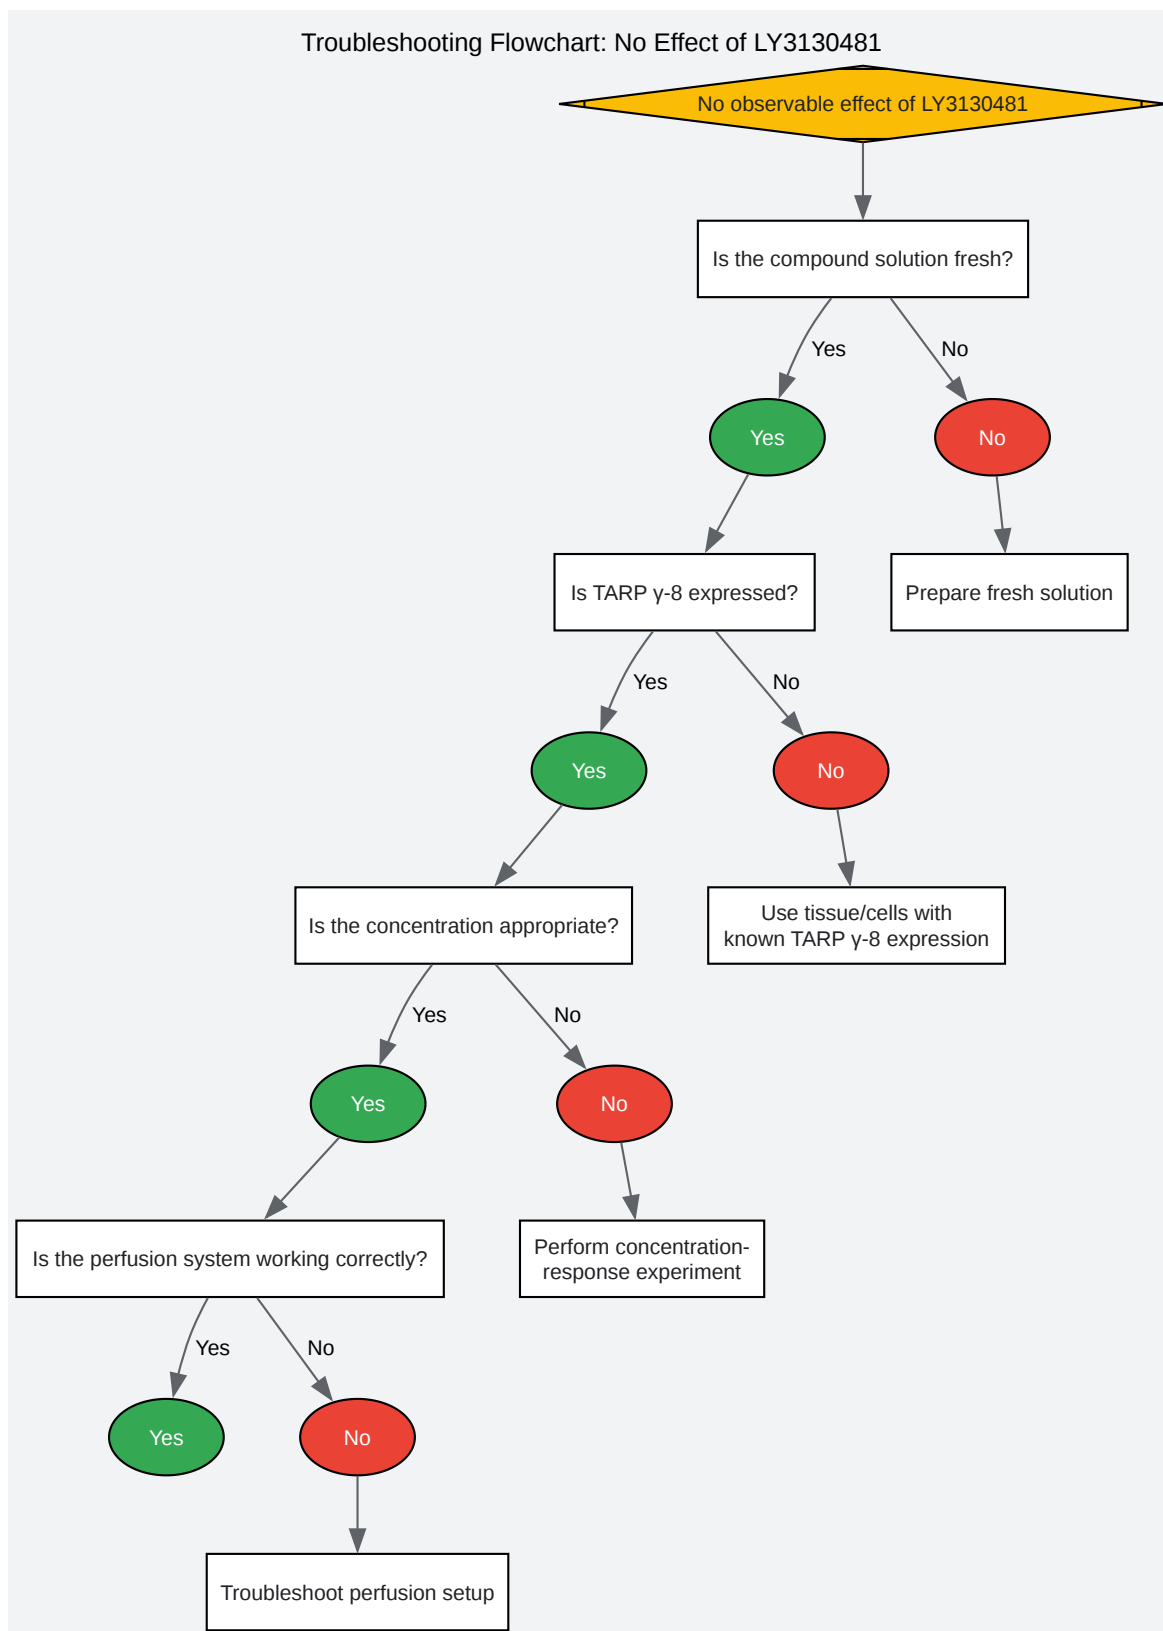 Troubleshooting Flowchart: No Effect of LY3130481
No observable effect of LY3130481
Is the compound solution fresh?
Yes
No
Yes
No
Is TARP γ-8 expressed?
Prepare fresh solution
Yes
No
Yes
No
Is the concentration appropriate?
Use tissue/cells with
known TARP γ-8 expression
Yes
No
Yes
No
Is the perfusion system working correctly?
Perform concentration-
response experiment
Yes
No
Yes
No
Troubleshoot perfusion setup